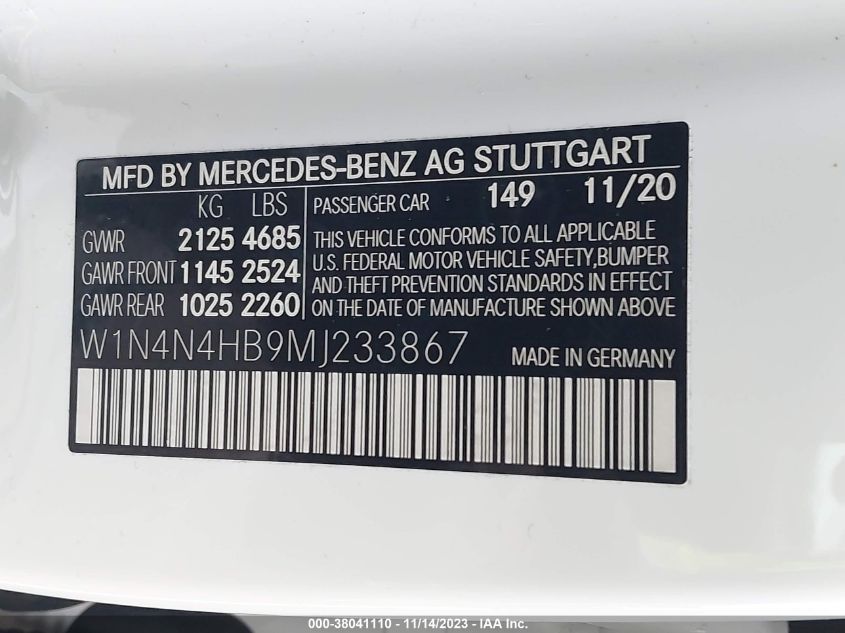 MFD BY MERCEDES-BENZ AG STUTTGART
KG LBS
GVWR 2125 4685
GAWR FRONT 1145 2524
GAWR REAR 1025 2260
PASSENGER CAR 149 11/20
THIS VEHICLE CONFORMS TO ALL APPLICABLE
U.S. FEDERAL MOTOR VEHICLE SAFETY,BUMPER
AND THEFT PREVENTION STANDARDS IN EFFECT
ON THE DATE OF MANUFACTURE SHOWN ABOVE
W1N4N4HB9MJ233867
MADE IN GERMANY
000-38041110 - 11/14/2023 - IAA Inc.